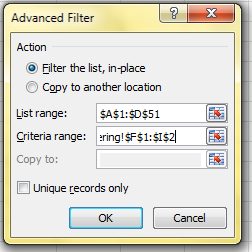 Advanced Filter
Action
Filter the list, in-place
Copy to another location
List range: $A$1:$D$51
Criteria range: ering!$F$1:$I$2
Copy to:
Unique records only
OK Cancel